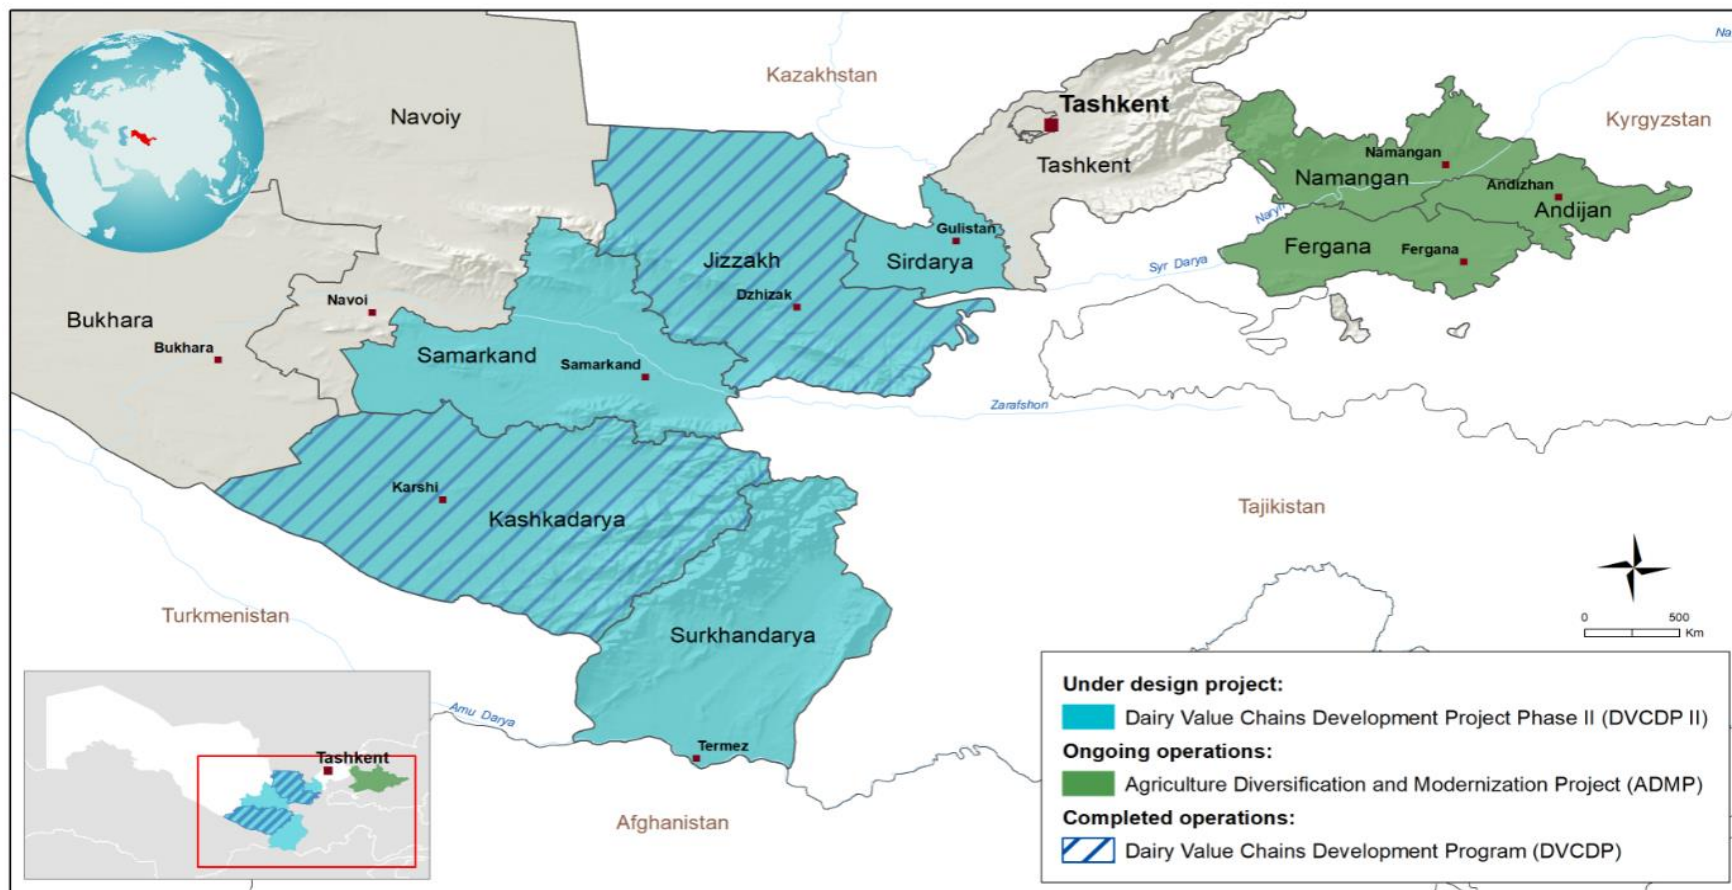 Kazakhstan
Na
Navoiy
Tashkent
Kyrgyzstan
Tashkent
Namangan
Namangan
Andizhan
Andijan
Naryn
Gulistan
Fergana
Fergana
Jizzakh
Sirdarya
Syr Darya
Dzhizak
Navoi
Bukhara
Bukhara
Samarkand
Samarkand
Zarafshon
Karshi
Kashkadarya
Tajikistan
Turkmenistan
Surkhandarya
0 500
Km
Amu Darya
Termez
Tashkent
Afghanistan
Under design project:
Dairy Value Chains Development Project Phase II (DVCDP II)
Ongoing operations:
Agriculture Diversification and Modernization Project (ADMP)
Completed operations:
Dairy Value Chains Development Program (DVCDP)